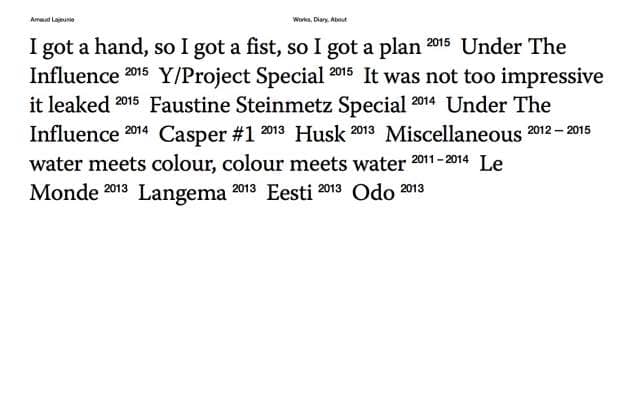 Arnaud Lajeunie
Works, Diary, About
I got a hand, so I got a fist, so I got a plan 2015 Under The
Influence 2015 Y/Project Special 2015 It was not too impressive
it leaked 2015 Faustine Steinmetz Special 2014 Under The
Influence 2014 Casper #1 2013 Husk 2013 Miscellaneous 2012 – 2015
water meets colour, colour meets water 2011 – 2014 Le
Monde 2013 Langema 2013 Eesti 2013 Odo 2013